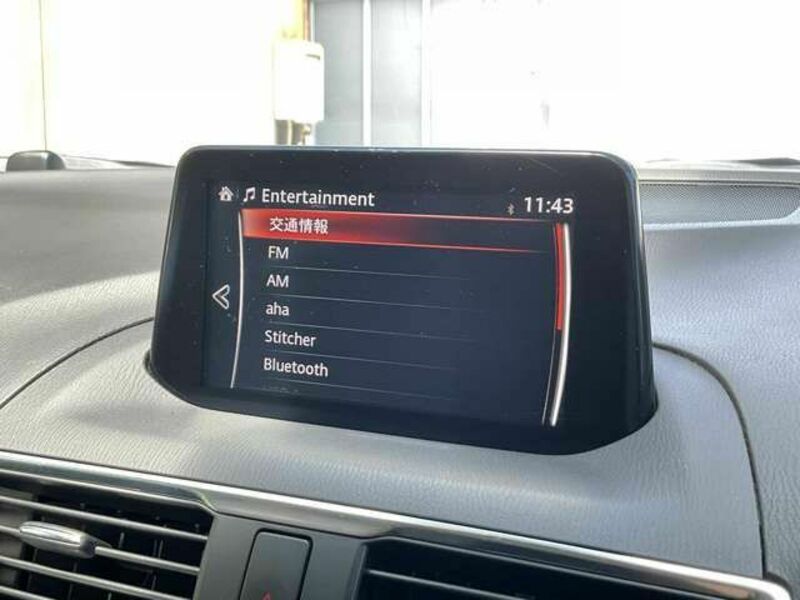 Entertainment 11:43
交通情報
FM
AM
aha
Stitcher
Bluetooth